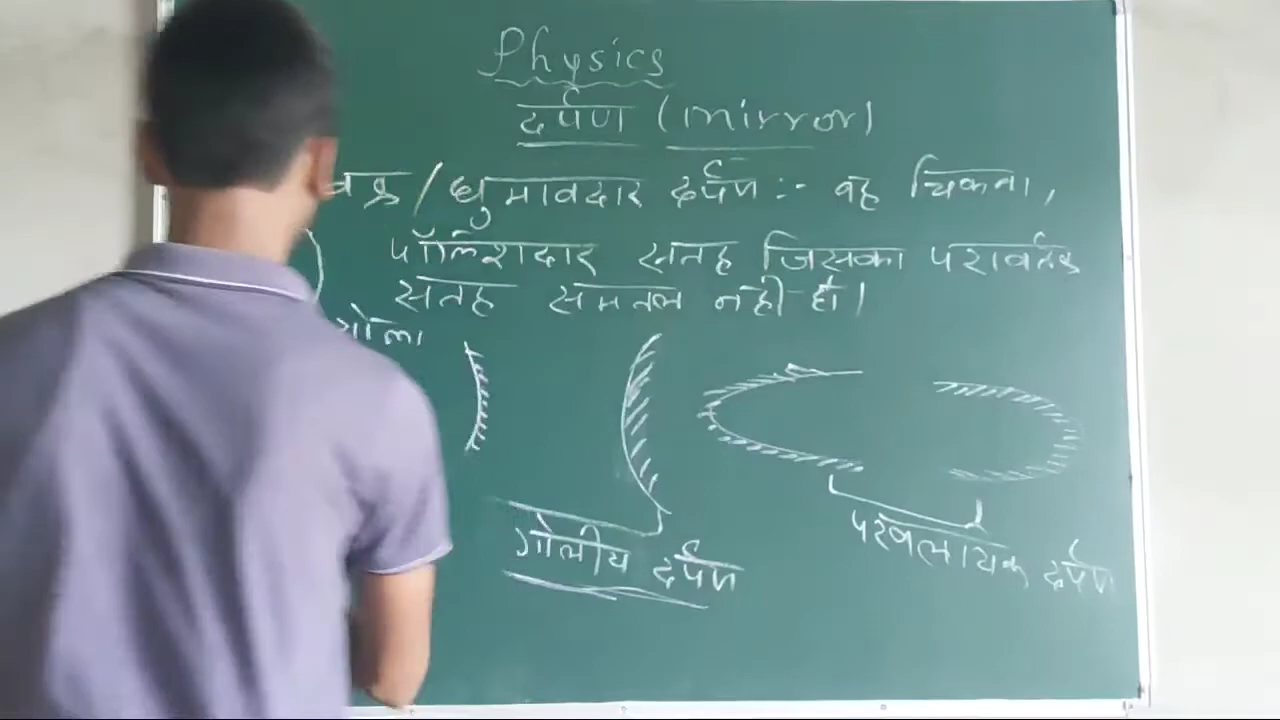 Physics
दर्पण (mirror)
वक्र / घुमावदार दर्पण :- वह चिकना,
पॉलिशदार सतह जिसका परावर्तक
सतह समतल नही हो।
गोला
गोलीय दर्पण
परवलायक दर्पण